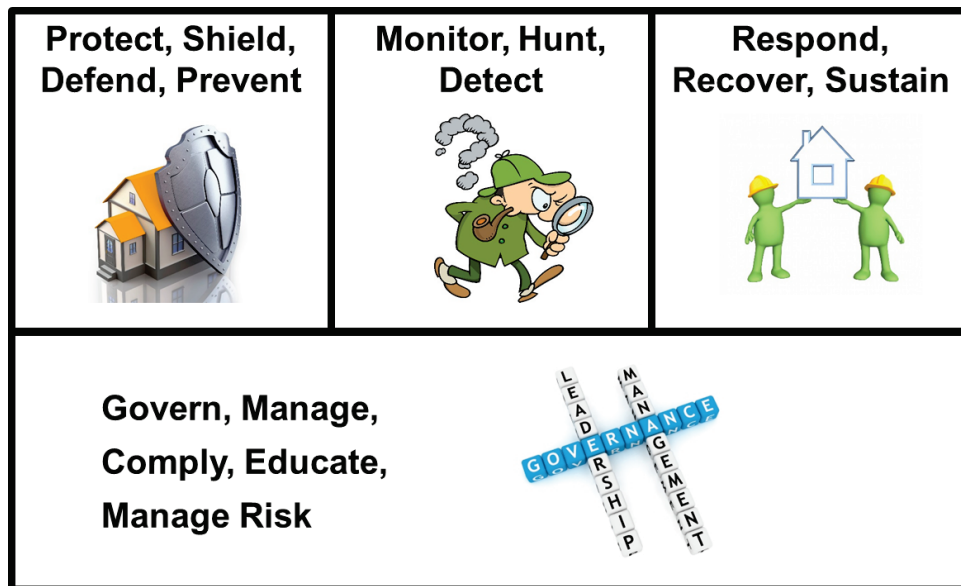 Protect, Shield,
Defend, Prevent
Monitor, Hunt,
Detect
Respond,
Recover, Sustain
Govern, Manage,
Comply, Educate,
Manage Risk
LEADERSHIP
MANAGEMENT
GOVERNANCE